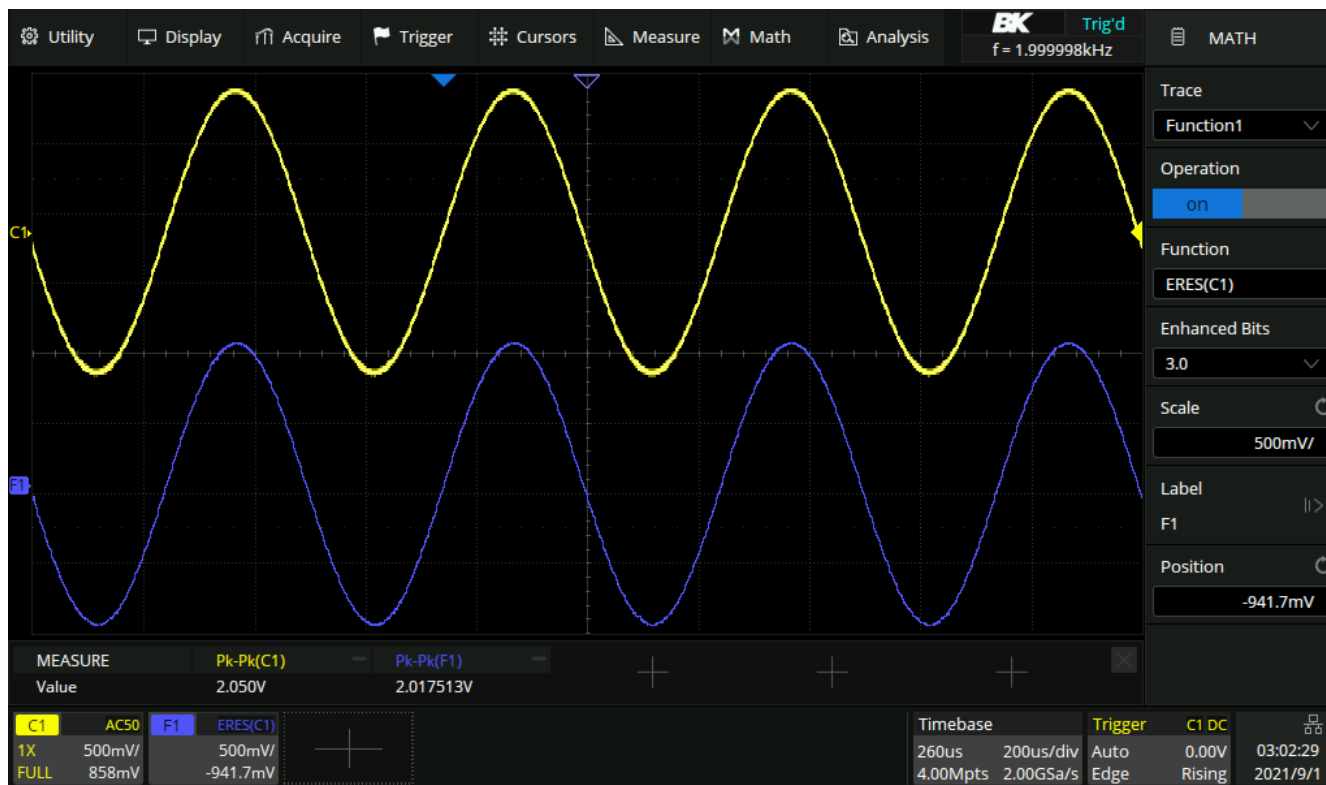 Utility Display Acquire Trigger Cursors Measure Math Analysis BK Trig'd MATH
f = 1.999998kHz
Trace
Function1
Operation
on
Function
C1
ERES(C1)
Enhanced Bits
3.0
Scale
500mV/
F1
Label
F1
Position
-941.7mV
MEASURE Pk-Pk(C1) Pk-Pk(F1)
Value 2.050V 2.017513V
C1 AC50 F1 ERES(C1) Timebase Trigger C1 DC
1X 500mV/ 500mV/ 260us 200us/div Auto 0.00V 03:02:29
FULL 858mV -941.7mV 4.00Mpts 2.00GSa/s Edge Rising 2021/9/1